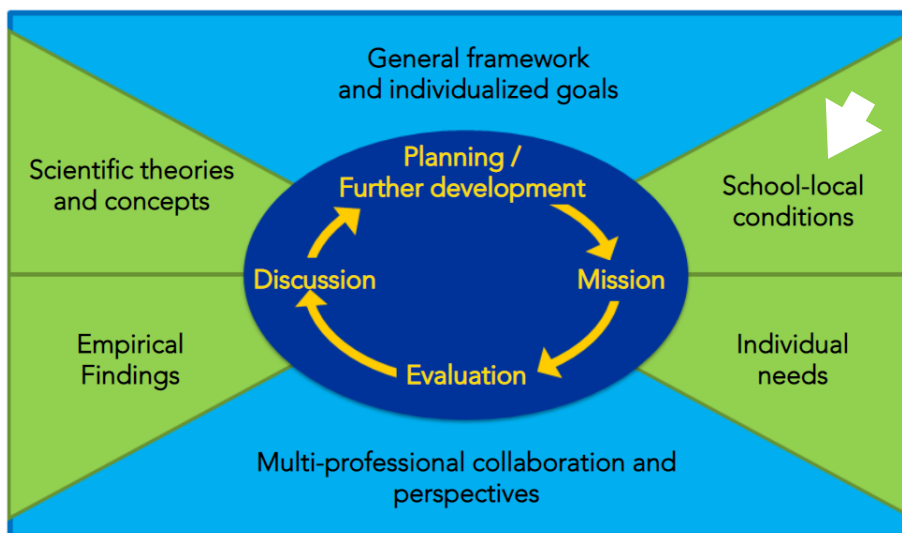 General framework
and individualized goals
Scientific theories
and concepts
Planning /
Further development
School-local
conditions
Discussion
Mission
Empirical
Findings
Evaluation
Individual
needs
Multi-professional collaboration and
perspectives